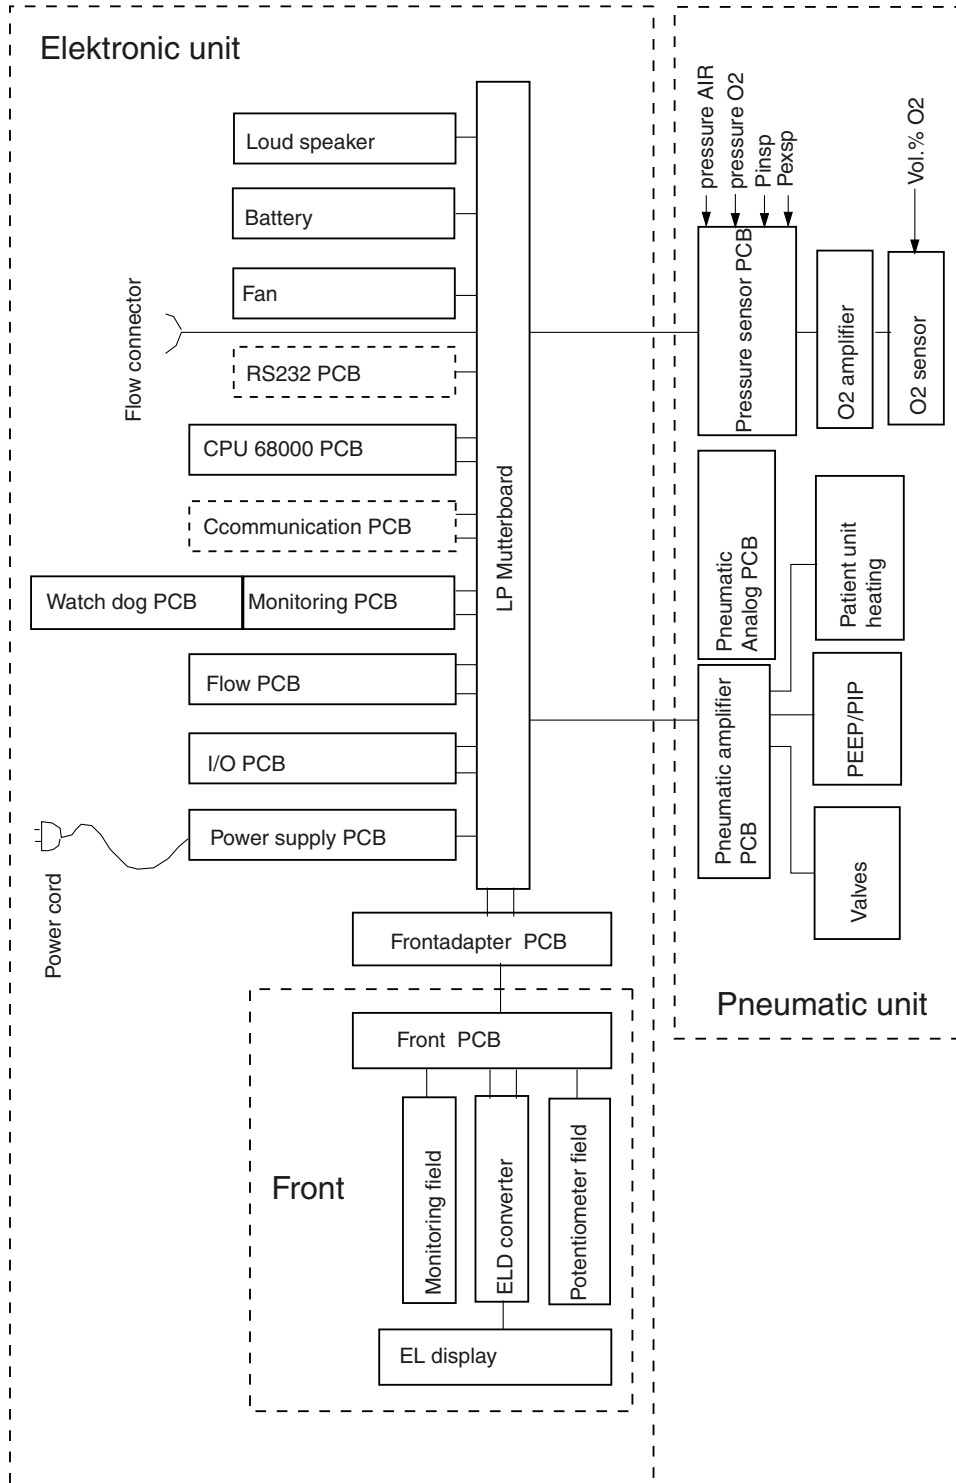 Elektronic unit
Loud speaker
Battery
Fan
Flow connector
RS232 PCB
CPU 68000 PCB
Ccommunication PCB
Watch dog PCB
Monitoring PCB
Flow PCB
I/O PCB
Power supply PCB
Power cord
LP Mutterboard
Frontadapter PCB
Front PCB
Front
Monitoring field
ELD converter
Potentiometer field
EL display
pressure AIR
pressure O2
Pinsp
Pexsp
Vol.% O2
Pressure sensor PCB
O2 amplifier
O2 sensor
Pneumatic
Analog PCB
Patient unit
heating
Pneumatic amplifier
PCB
PEEP/PIP
Valves
Pneumatic unit